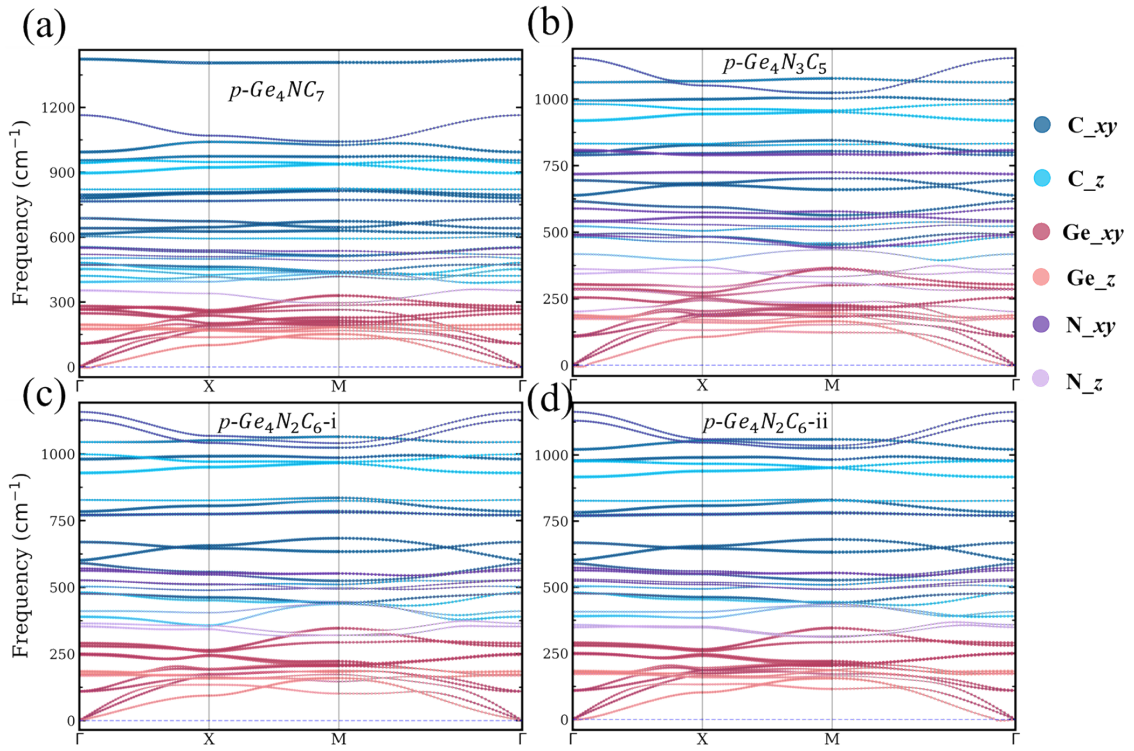 (a)
p-Ge₄NC₇
Frequency (cm⁻¹)
1200
900
600
300
0
Γ X M Γ
(b)
p-Ge₄N₃C₅
1000
750
500
250
0
Γ X M Γ
C_xy
C_z
Ge_xy
Ge_z
N_xy
N_z
(c)
p-Ge₄N₂C₆-i
Frequency (cm⁻¹)
1000
750
500
250
0
Γ X M Γ
(d)
p-Ge₄N₂C₆-ii
1000
750
500
250
0
Γ X M Γ